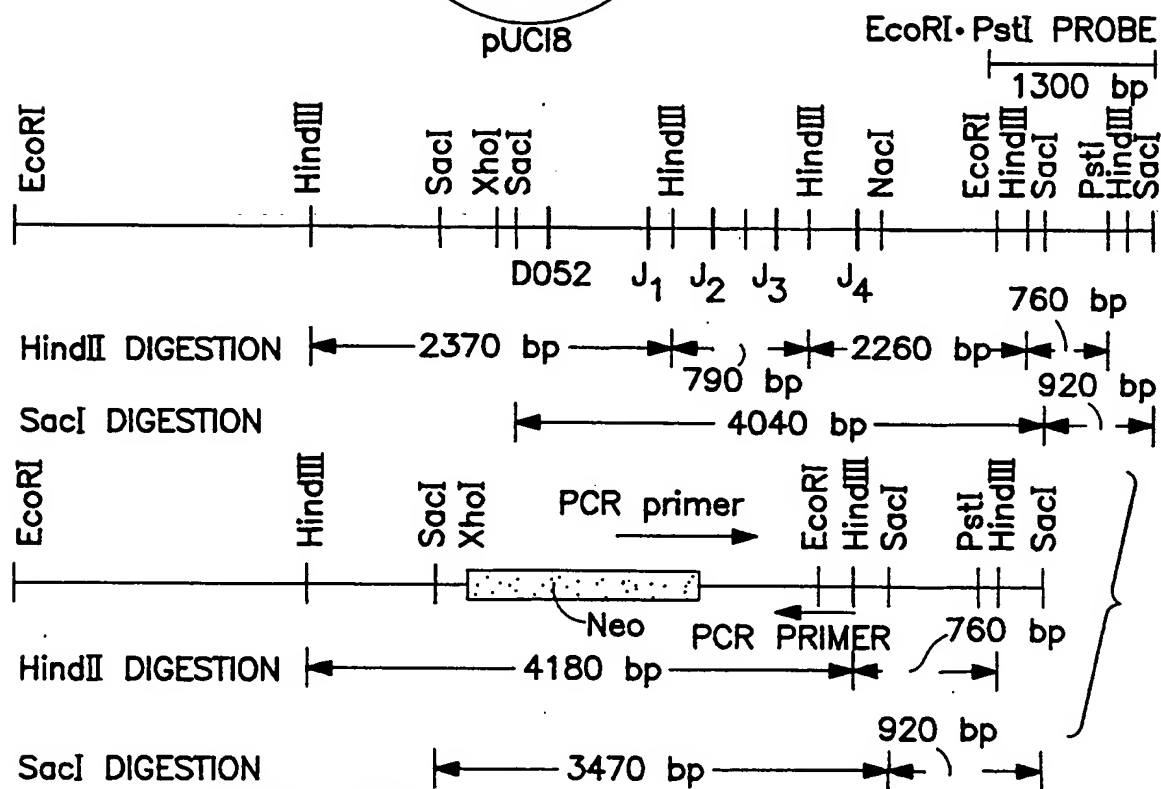 pUC18
EcoRI•PstI PROBE
1300 bp
EcoRI
HindIII
SacI
XhoI
SacI
HindIII
HindIII
NacI
EcoRI
HindIII
SacI
PstI
HindIII
SacI
D052
J1
J2
J3
J4
760 bp
HindII DIGESTION
2370 bp
2260 bp
790 bp
920 bp
SacI DIGESTION
4040 bp
EcoRI
HindIII
SacI
XhoI
PCR primer
EcoRI
HindIII
SacI
PstI
HindIII
SacI
Neo
PCR PRIMER
760 bp
HindII DIGESTION
4180 bp
920 bp
SacI DIGESTION
3470 bp